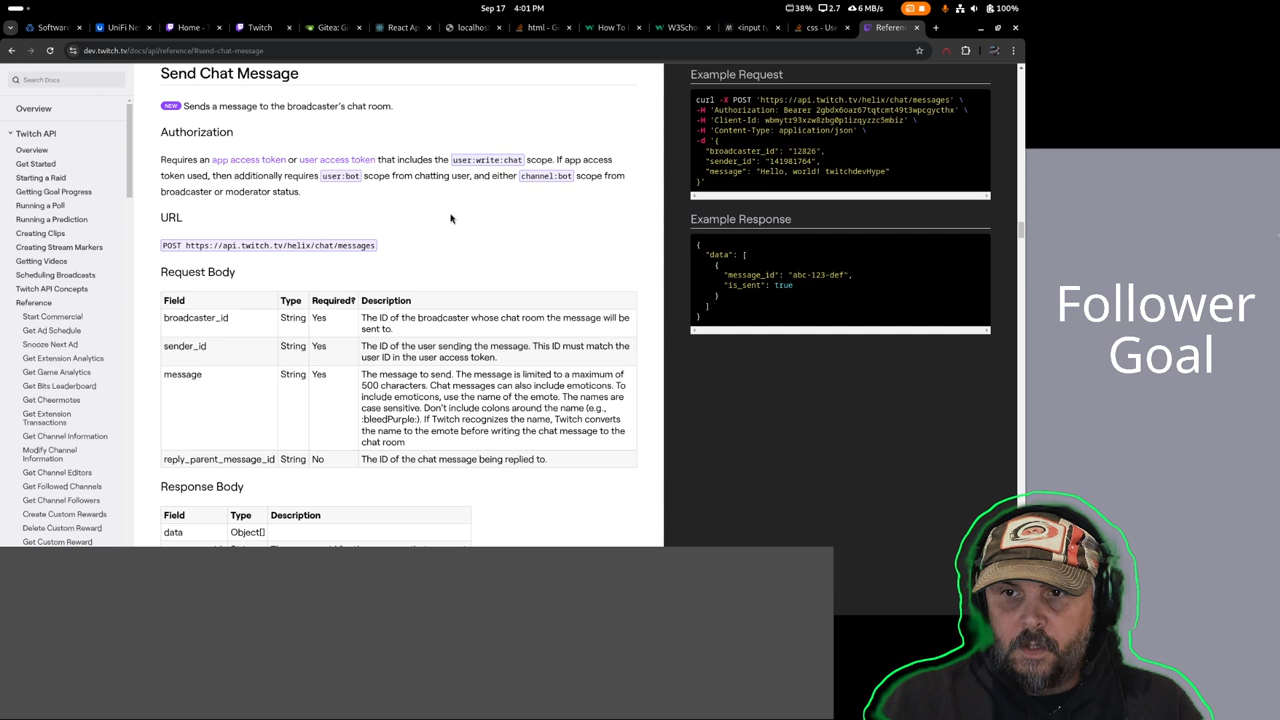 Sep 17 4:01 PM
38% 2.7 6 MB/s 100%
Software UniFi Ne Home - Twitch Gitea: React Ap localhos html - G How To W3Scho <input ty css - Use Referen
dev.twitch.tv/docs/api/reference/#send-chat-message
Search Docs
Overview
Twitch API
Overview
Get Started
Starting a Raid
Getting Goal Progress
Running a Poll
Running a Prediction
Creating Clips
Creating Stream Markers
Getting Videos
Scheduling Broadcasts
Twitch API Concepts
Reference
Start Commercial
Get Ad Schedule
Snooze Next Ad
Get Extension Analytics
Get Game Analytics
Get Bits Leaderboard
Get Cheermotes
Get Extension
Transactions
Get Channel Information
Modify Channel
Information
Get Channel Editors
Get Followed Channels
Get Channel Followers
Create Custom Rewards
Delete Custom Reward
Get Custom Reward
Send Chat Message
NEW Sends a message to the broadcaster's chat room.
Authorization
Requires an app access token or user access token that includes the user:write:chat scope. If app access
token used, then additionally requires user:bot scope from chatting user, and either channel:bot scope from
broadcaster or moderator status.
URL
POST https://api.twitch.tv/helix/chat/messages
Request Body
Field Type Required? Description
broadcaster_id String Yes The ID of the broadcaster whose chat room the message will be
sent to.
sender_id String Yes The ID of the user sending the message. This ID must match the
user ID in the user access token.
message String Yes The message to send. The message is limited to a maximum of
500 characters. Chat messages can also include emoticons. To
include emoticons, use the name of the emote. The names are
case sensitive. Don't include colons around the name (e.g.,
:bleedPurple:). If Twitch recognizes the name, Twitch converts
the name to the emote before writing the chat message to the
chat room
reply_parent_message_id String No The ID of the chat message being replied to.
Response Body
Field Type Description
data Object[]
Example Request
curl -X POST 'https://api.twitch.tv/helix/chat/messages' \
-H 'Authorization: Bearer 2gbdx6oar67tqtcmt49t3wpcgycthx' \
-H 'Client-Id: wbmytr93xzw8zbg0p1izqyzzc5mbiz' \
-H 'Content-Type: application/json' \
-d '{
"broadcaster_id": "12826",
"sender_id": "141981764",
"message": "Hello, world! twitchdevHype"
}'
Example Response
{
"data": [
{
"message_id": "abc-123-def",
"is_sent": true
}
]
}
Follower
Goal